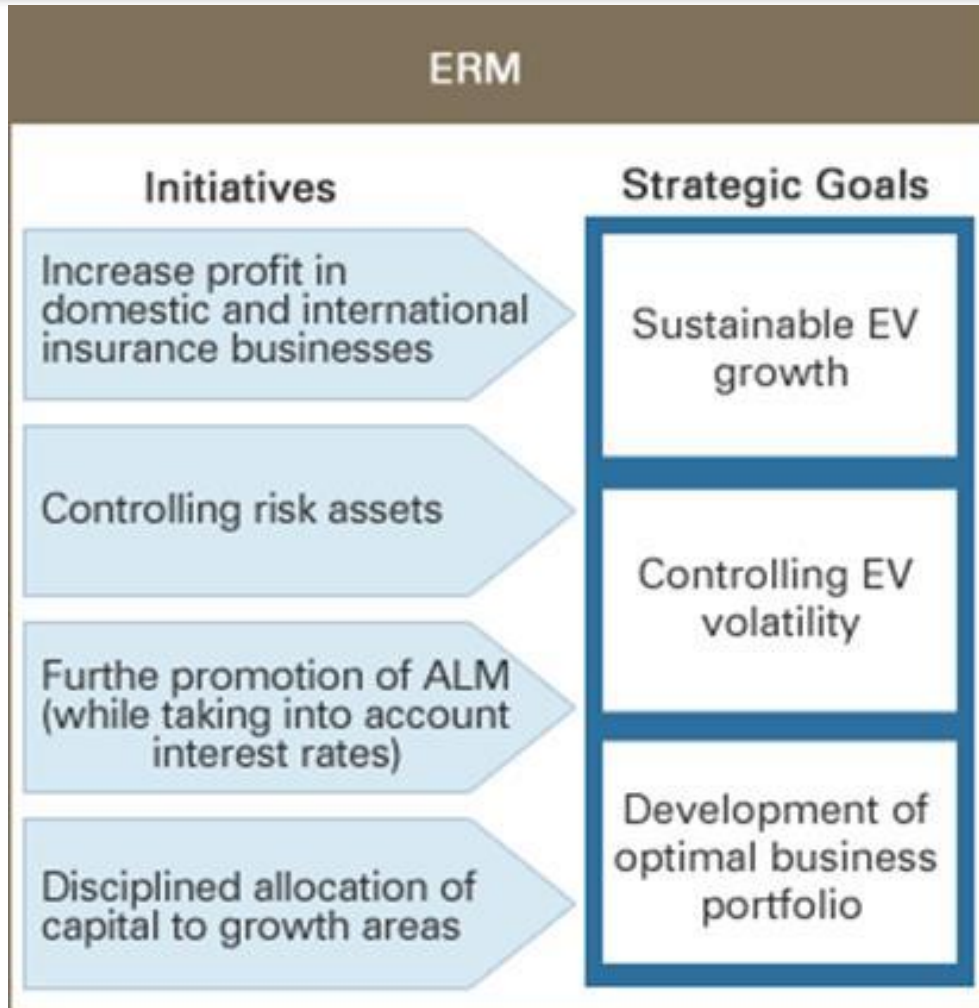 ERM
Initiatives
Increase profit in
domestic and international
insurance businesses
Controlling risk assets
Furthe promotion of ALM
(while taking into account
interest rates)
Disciplined allocation of
capital to growth areas
Strategic Goals
Sustainable EV
growth
Controlling EV
volatility
Development of
optimal business
portfolio